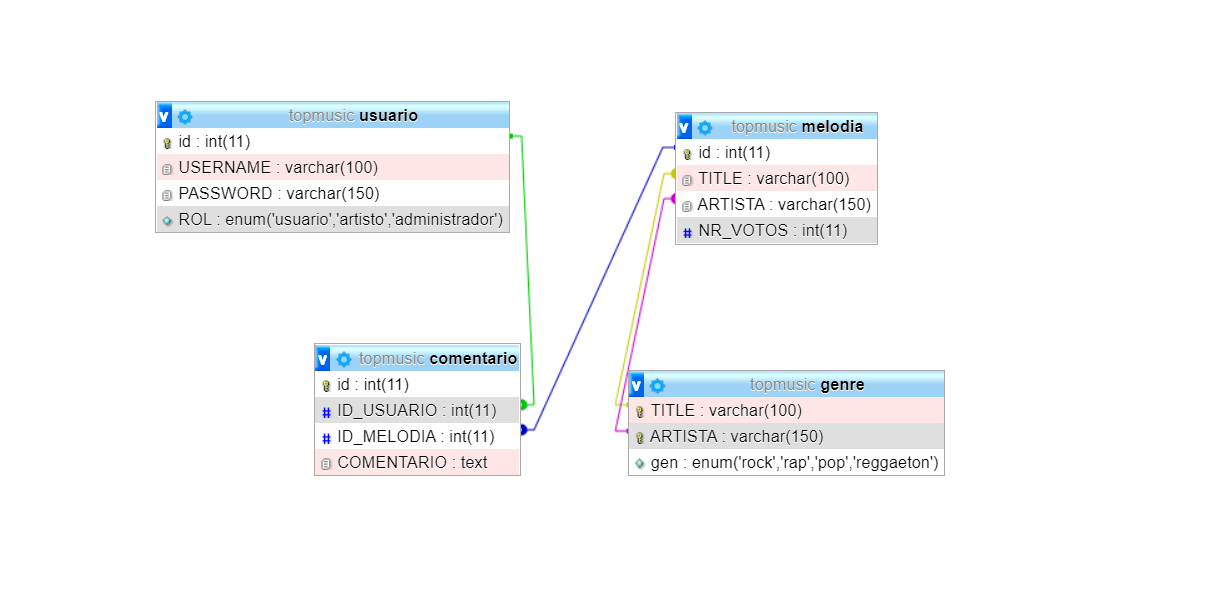 topmusic usuario
id : int(11)
USERNAME : varchar(100)
PASSWORD : varchar(150)
ROL : enum('usuario','artisto','administrador')
topmusic melodia
id : int(11)
TITLE : varchar(100)
ARTISTA : varchar(150)
NR_VOTOS : int(11)
topmusic comentario
id : int(11)
ID_USUARIO : int(11)
ID_MELODIA : int(11)
COMENTARIO : text
topmusic genre
TITLE : varchar(100)
ARTISTA : varchar(150)
gen : enum('rock','rap','pop','reggaeton')